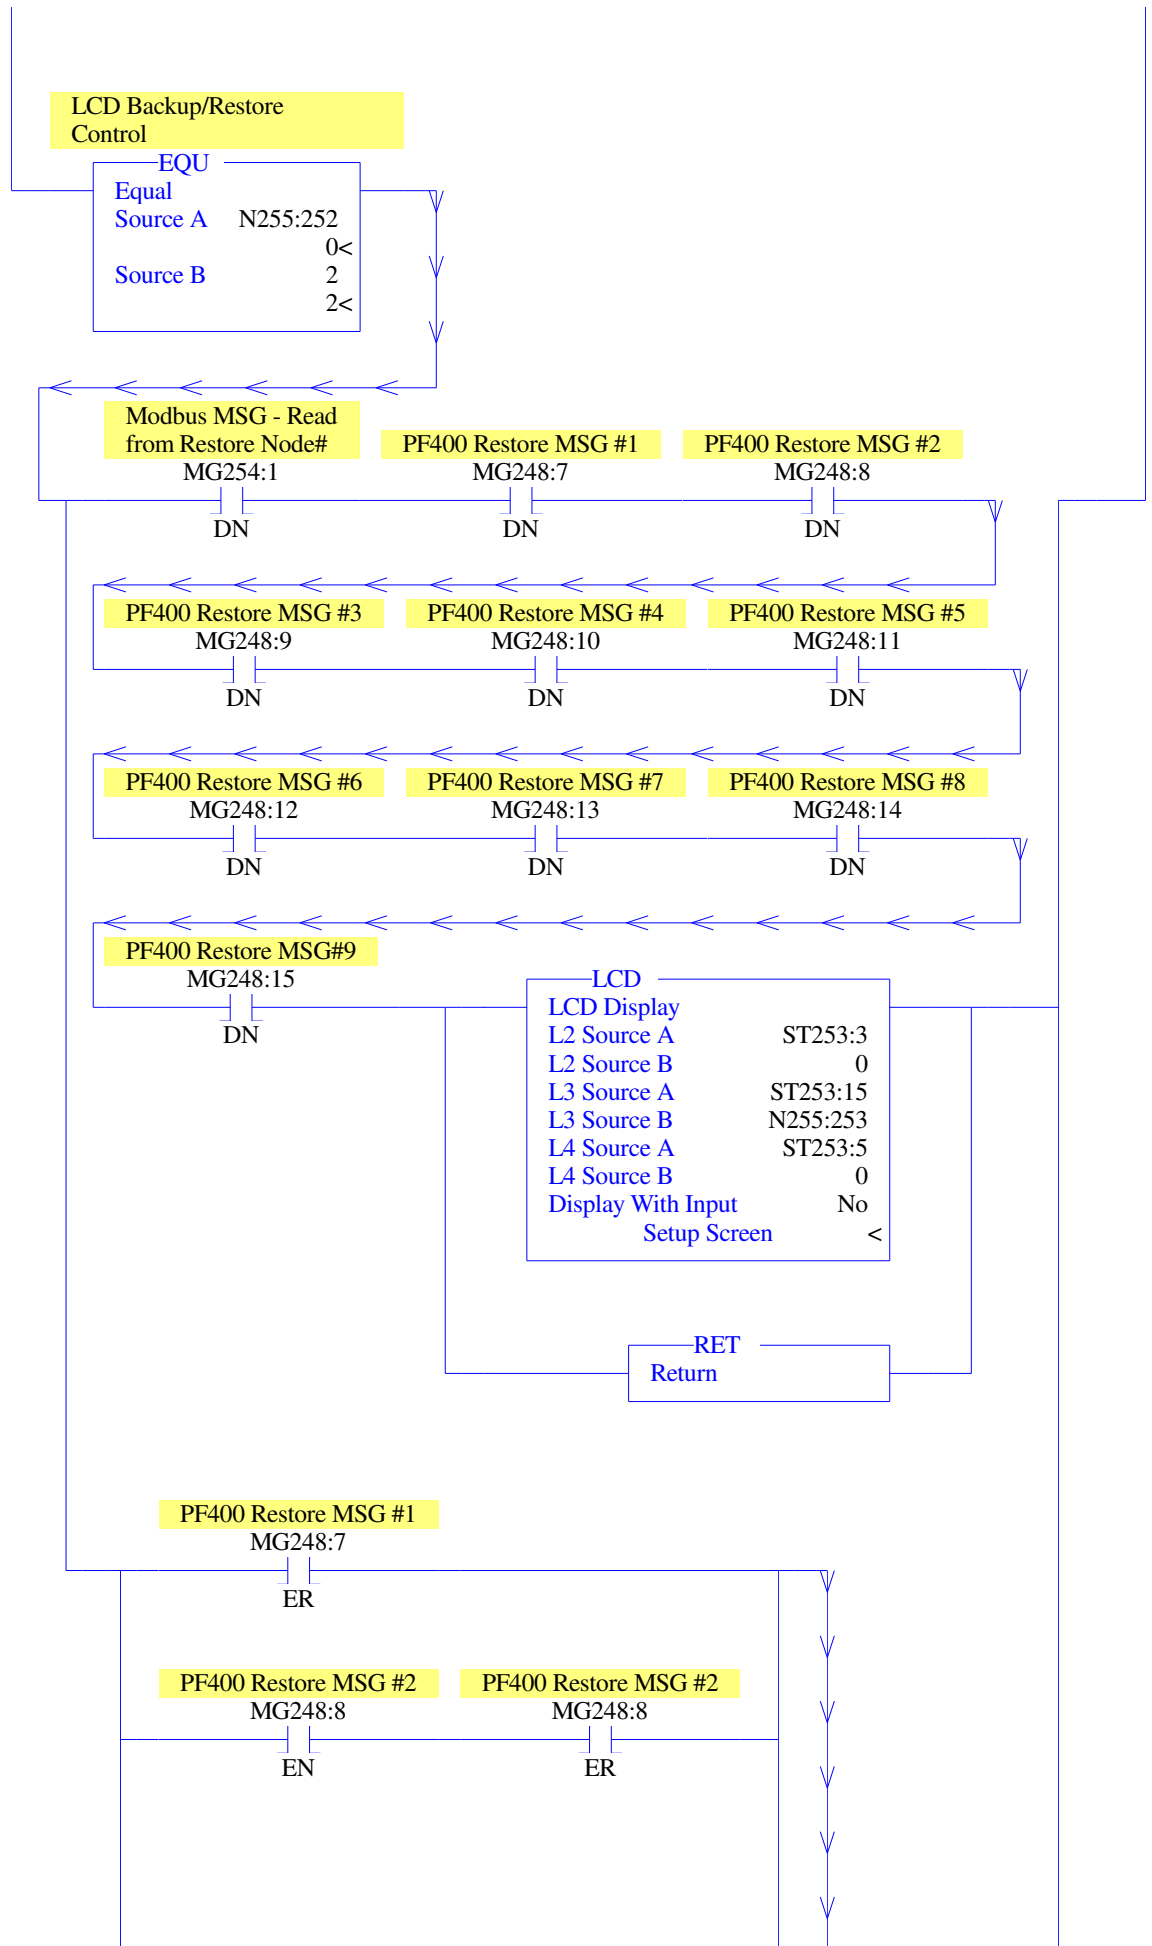 LCD Backup/Restore
Control
EQU
Equal
Source A N255:252
0<
Source B 2
2<
Modbus MSG - Read
from Restore Node#
MG254:1
DN
PF400 Restore MSG #1
MG248:7
DN
PF400 Restore MSG #2
MG248:8
DN
PF400 Restore MSG #3
MG248:9
DN
PF400 Restore MSG #4
MG248:10
DN
PF400 Restore MSG #5
MG248:11
DN
PF400 Restore MSG #6
MG248:12
DN
PF400 Restore MSG #7
MG248:13
DN
PF400 Restore MSG #8
MG248:14
DN
PF400 Restore MSG#9
MG248:15
DN
LCD
LCD Display
L2 Source A ST253:3
L2 Source B 0
L3 Source A ST253:15
L3 Source B N255:253
L4 Source A ST253:5
L4 Source B 0
Display With Input No
Setup Screen <
RET
Return
PF400 Restore MSG #1
MG248:7
ER
PF400 Restore MSG #2
MG248:8
EN
PF400 Restore MSG #2
MG248:8
ER